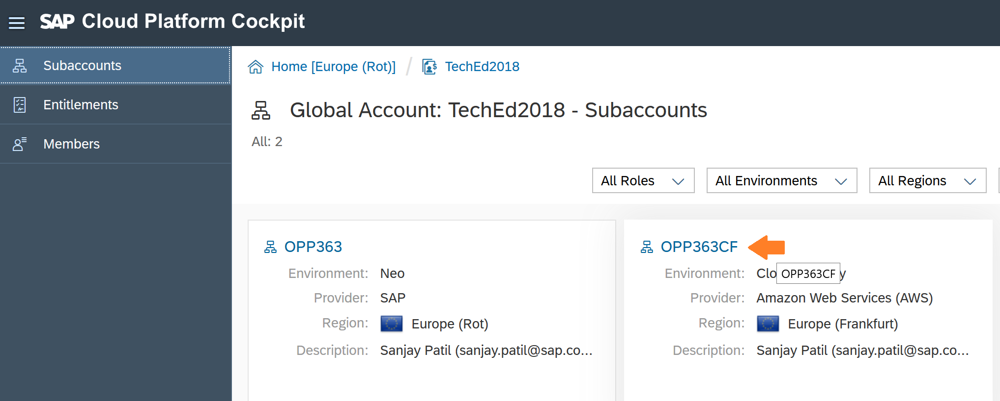 SAP Cloud Platform Cockpit
Subaccounts
Entitlements
Members
Home [Europe (Rot)] / TechEd2018
Global Account: TechEd2018 - Subaccounts
All: 2
All Roles
All Environments
All Regions
OPP363
Environment: Neo
Provider: SAP
Region: Europe (Rot)
Description: Sanjay Patil (sanjay.patil@sap.co...
OPP363CF
Environment: Clo
OPP363CF
y
Provider: Amazon Web Services (AWS)
Region: Europe (Frankfurt)
Description: Sanjay Patil (sanjay.patil@sap.co...